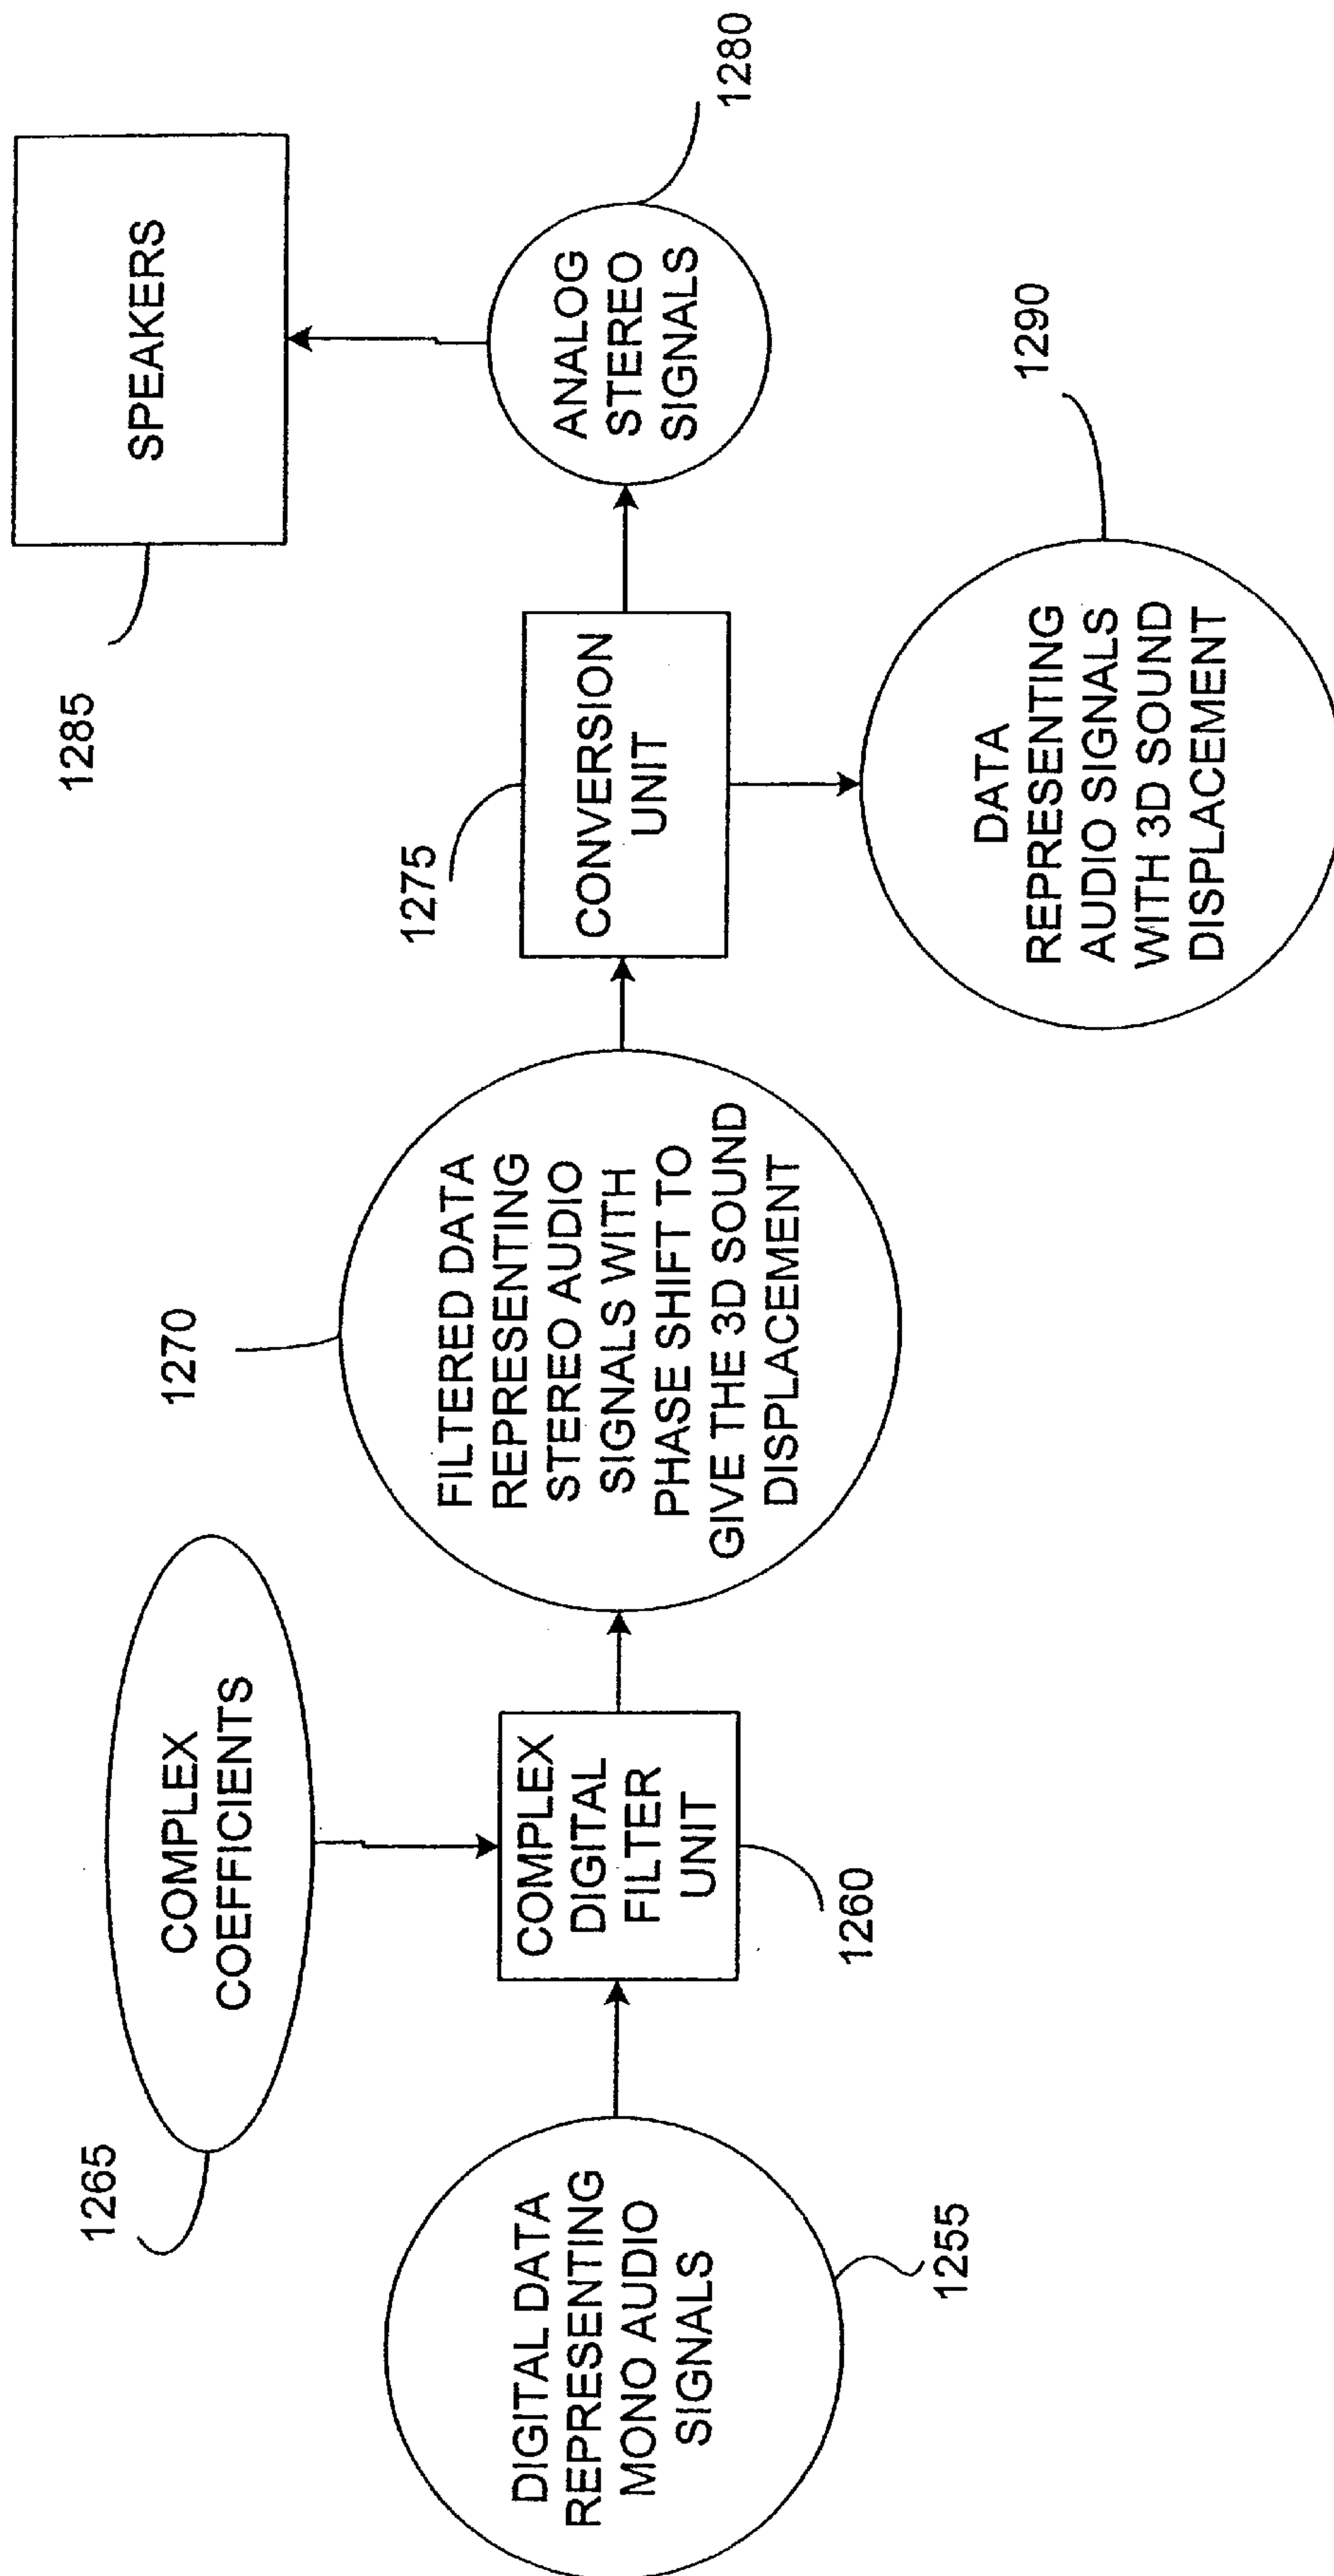 1265
COMPLEX
COEFFICIENTS
DIGITAL DATA
REPRESENTING
MONO AUDIO
SIGNALS
1255
COMPLEX
DIGITAL
FILTER
UNIT
1260
1270
FILTERED DATA
REPRESENTING
STEREO AUDIO
SIGNALS WITH
PHASE SHIFT TO
GIVE THE 3D SOUND
DISPLACEMENT
1275
CONVERSION
UNIT
1285
SPEAKERS
ANALOG
STEREO
SIGNALS
1280
DATA
REPRESENTING
AUDIO SIGNALS
WITH 3D SOUND
DISPLACEMENT
1290